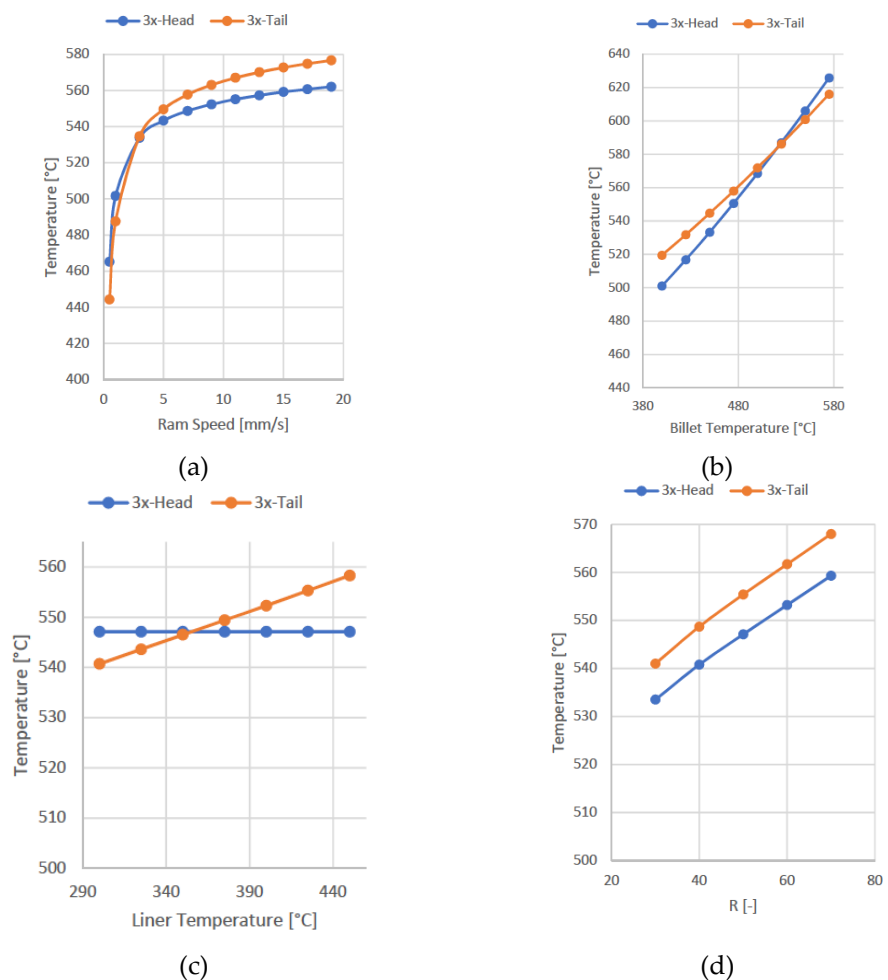 3x-Head 3x-Tail
580
560
540
520
500
480
460
440
420
400
Temperature [°C]
0 5 10 15 20
Ram Speed [mm/s]
(a)
3x-Head 3x-Tail
640
620
600
580
560
540
520
500
480
460
440
Temperature [°C]
380 480 580
Billet Temperature [°C]
(b)
3x-Head 3x-Tail
560
550
540
530
520
510
500
Temperature [°C]
290 340 390 440
Liner Temperature [°C]
(c)
3x-Head 3x-Tail
570
560
550
540
530
520
510
500
Temperature [°C]
20 40 60 80
R [-]
(d)